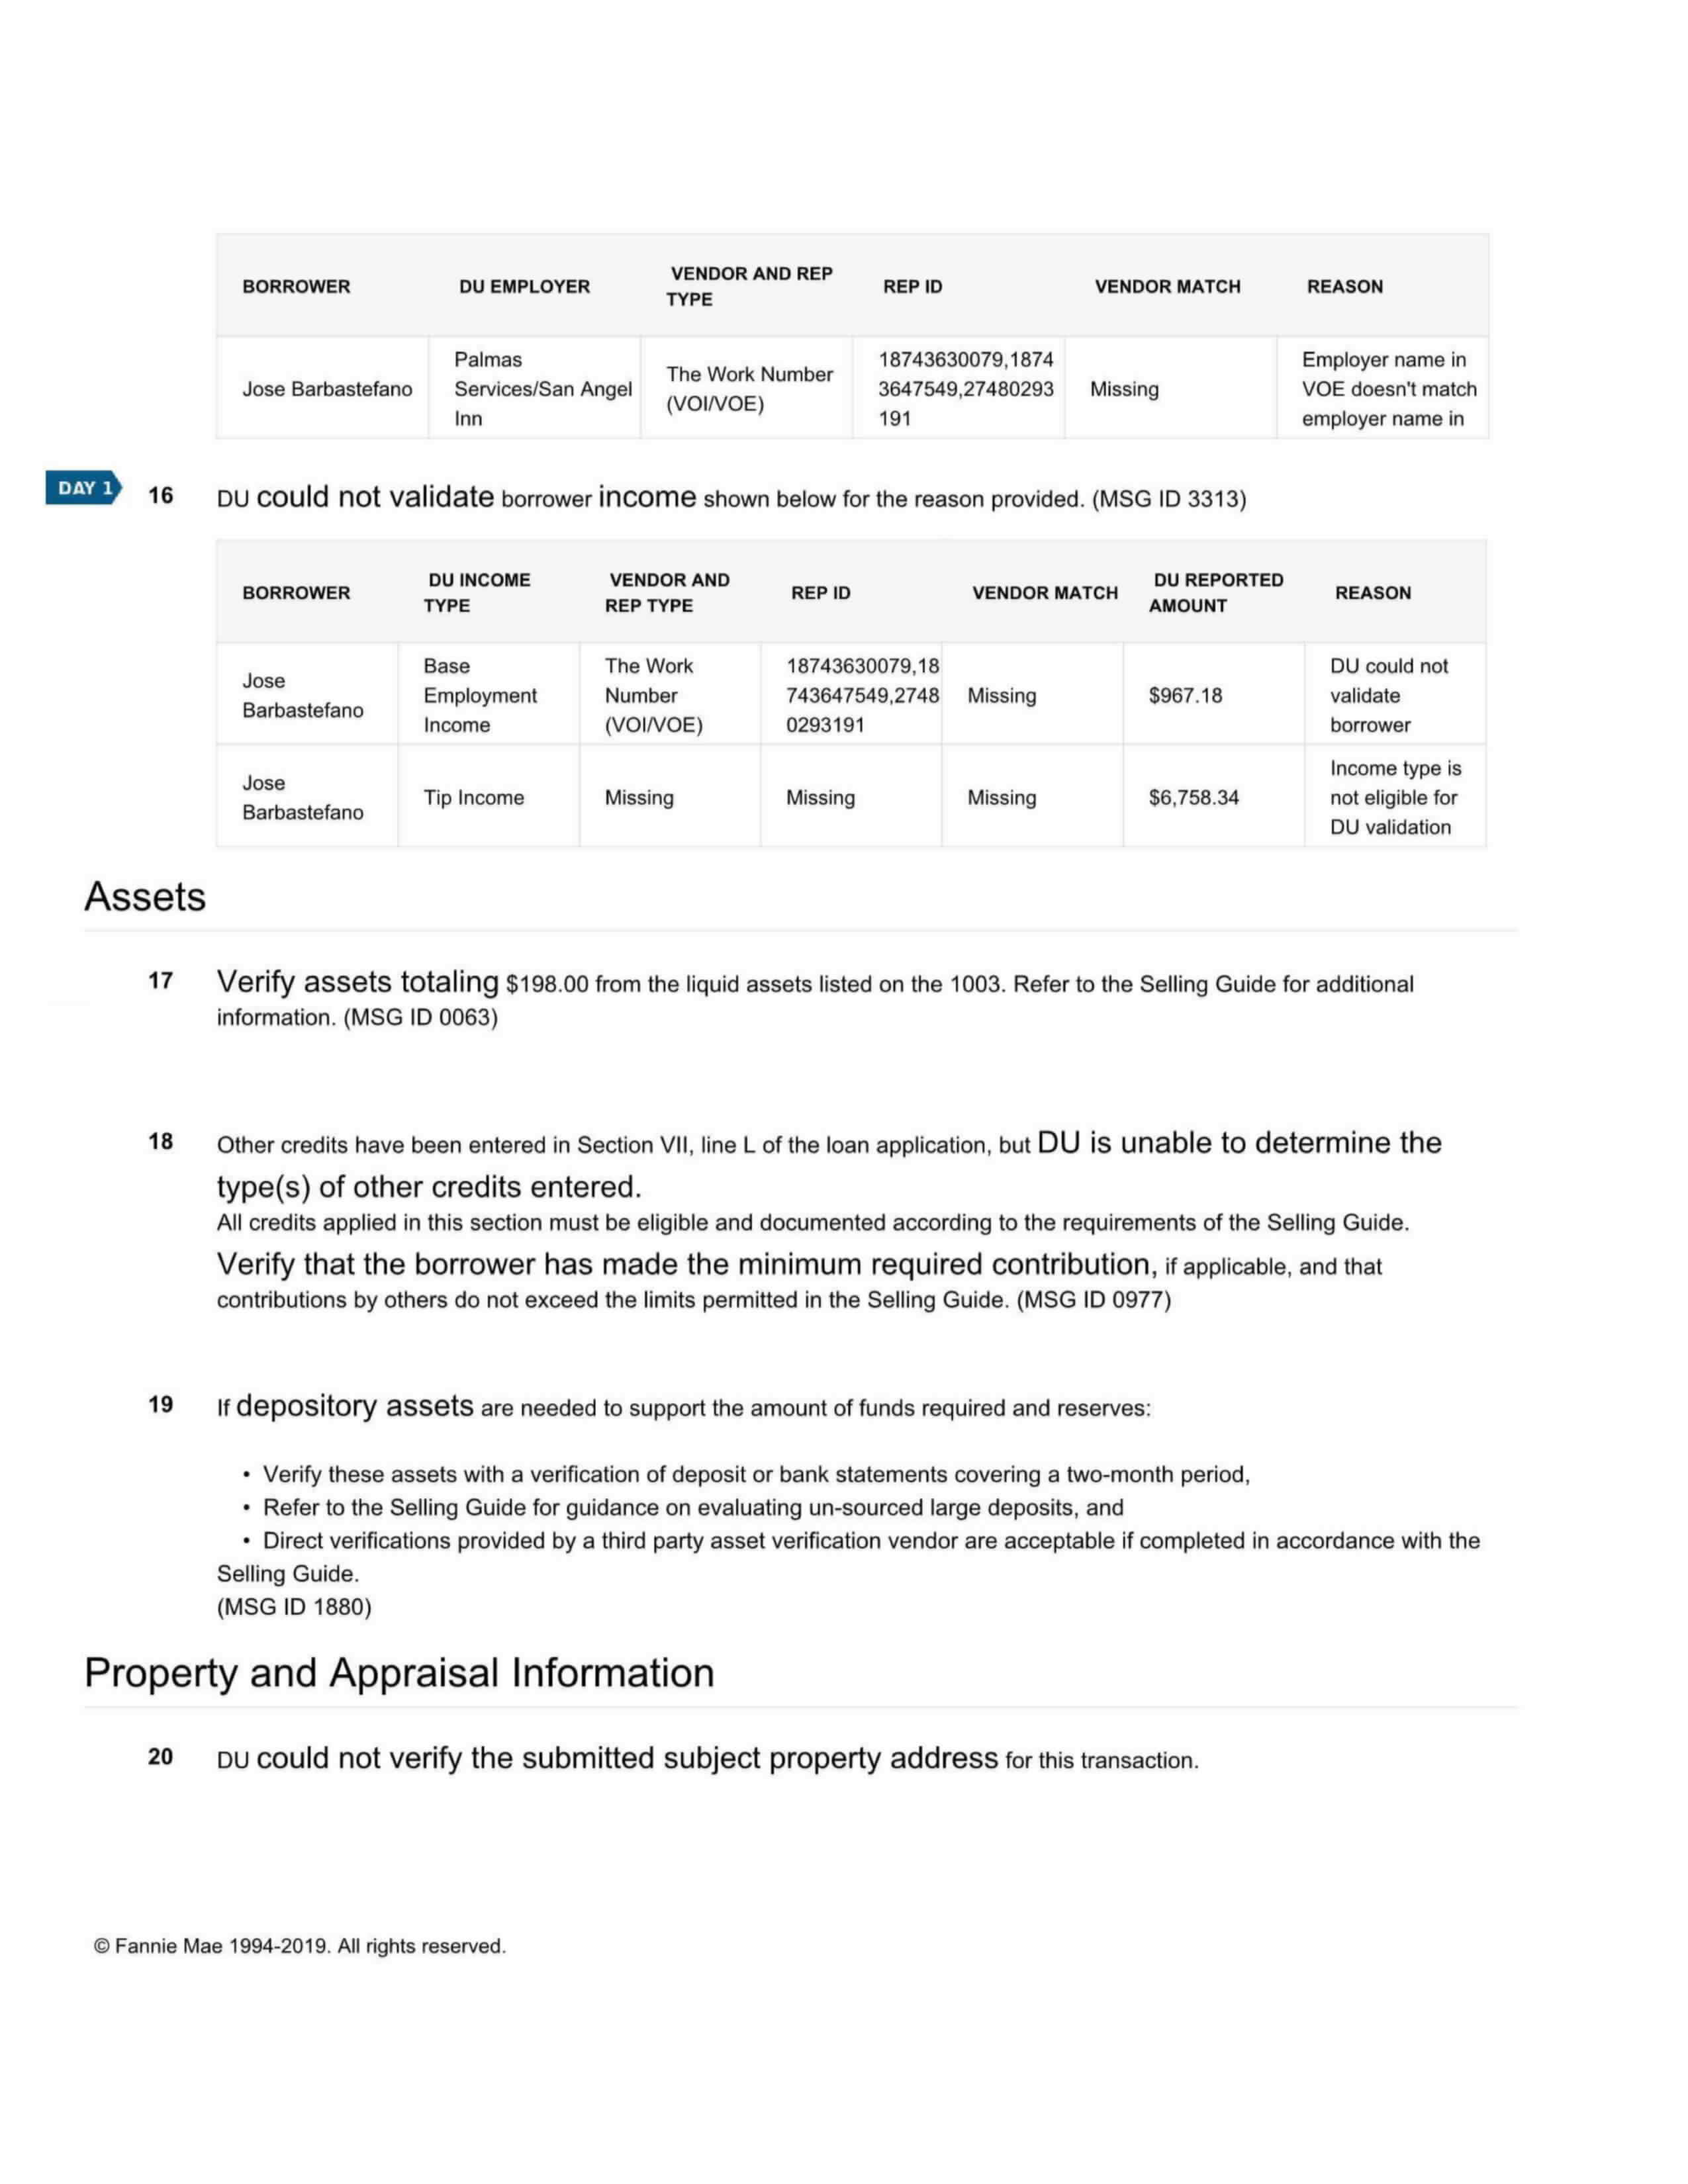 BORROWER DU EMPLOYER VENDOR AND REP TYPE REP ID VENDOR MATCH REASON
Jose Barbastefano Palmas Services/San Angel Inn The Work Number (VOI/VOE) 18743630079,18743647549,27480293191 Missing Employer name in VOE doesn't match employer name in
DAY 1
16 DU could not validate borrower income shown below for the reason provided. (MSG ID 3313)
BORROWER DU INCOME TYPE VENDOR AND REP TYPE REP ID VENDOR MATCH DU REPORTED AMOUNT REASON
Jose Barbastefano Base Employment Income The Work Number (VOI/VOE) 18743630079,18743647549,27480293191 Missing $967.18 DU could not validate borrower
Jose Barbastefano Tip Income Missing Missing Missing $6,758.34 Income type is not eligible for DU validation
Assets
17 Verify assets totaling $198.00 from the liquid assets listed on the 1003. Refer to the Selling Guide for additional
information. (MSG ID 0063)
18 Other credits have been entered in Section VII, line L of the loan application, but DU is unable to determine the
type(s) of other credits entered.
All credits applied in this section must be eligible and documented according to the requirements of the Selling Guide.
Verify that the borrower has made the minimum required contribution, if applicable, and that
contributions by others do not exceed the limits permitted in the Selling Guide. (MSG ID 0977)
19 If depository assets are needed to support the amount of funds required and reserves:
• Verify these assets with a verification of deposit or bank statements covering a two-month period,
• Refer to the Selling Guide for guidance on evaluating un-sourced large deposits, and
• Direct verifications provided by a third party asset verification vendor are acceptable if completed in accordance with the
Selling Guide.
(MSG ID 1880)
Property and Appraisal Information
20 DU could not verify the submitted subject property address for this transaction.
© Fannie Mae 1994-2019. All rights reserved.